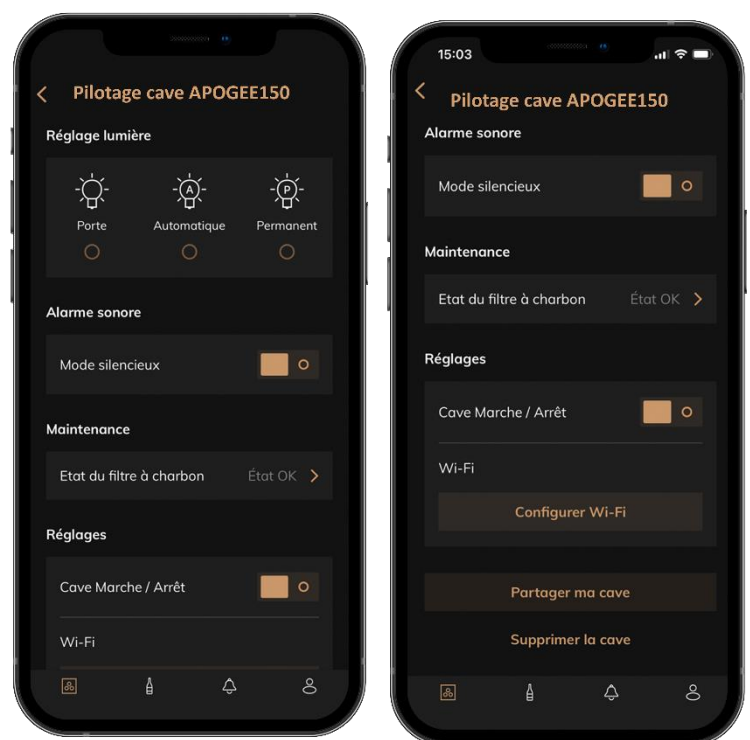 Pilotage cave APOGEE150
Réglage lumière
A
P
Porte
Automatique
Permanent
Alarme sonore
Mode silencieux
Maintenance
Etat du filtre à charbon
État OK
Réglages
Cave Marche / Arrêt
Wi-Fi
15:03
Pilotage cave APOGEE150
Alarme sonore
Mode silencieux
Maintenance
Etat du filtre à charbon
État OK
Réglages
Cave Marche / Arrêt
Wi-Fi
Configurer Wi-Fi
Partager ma cave
Supprimer la cave